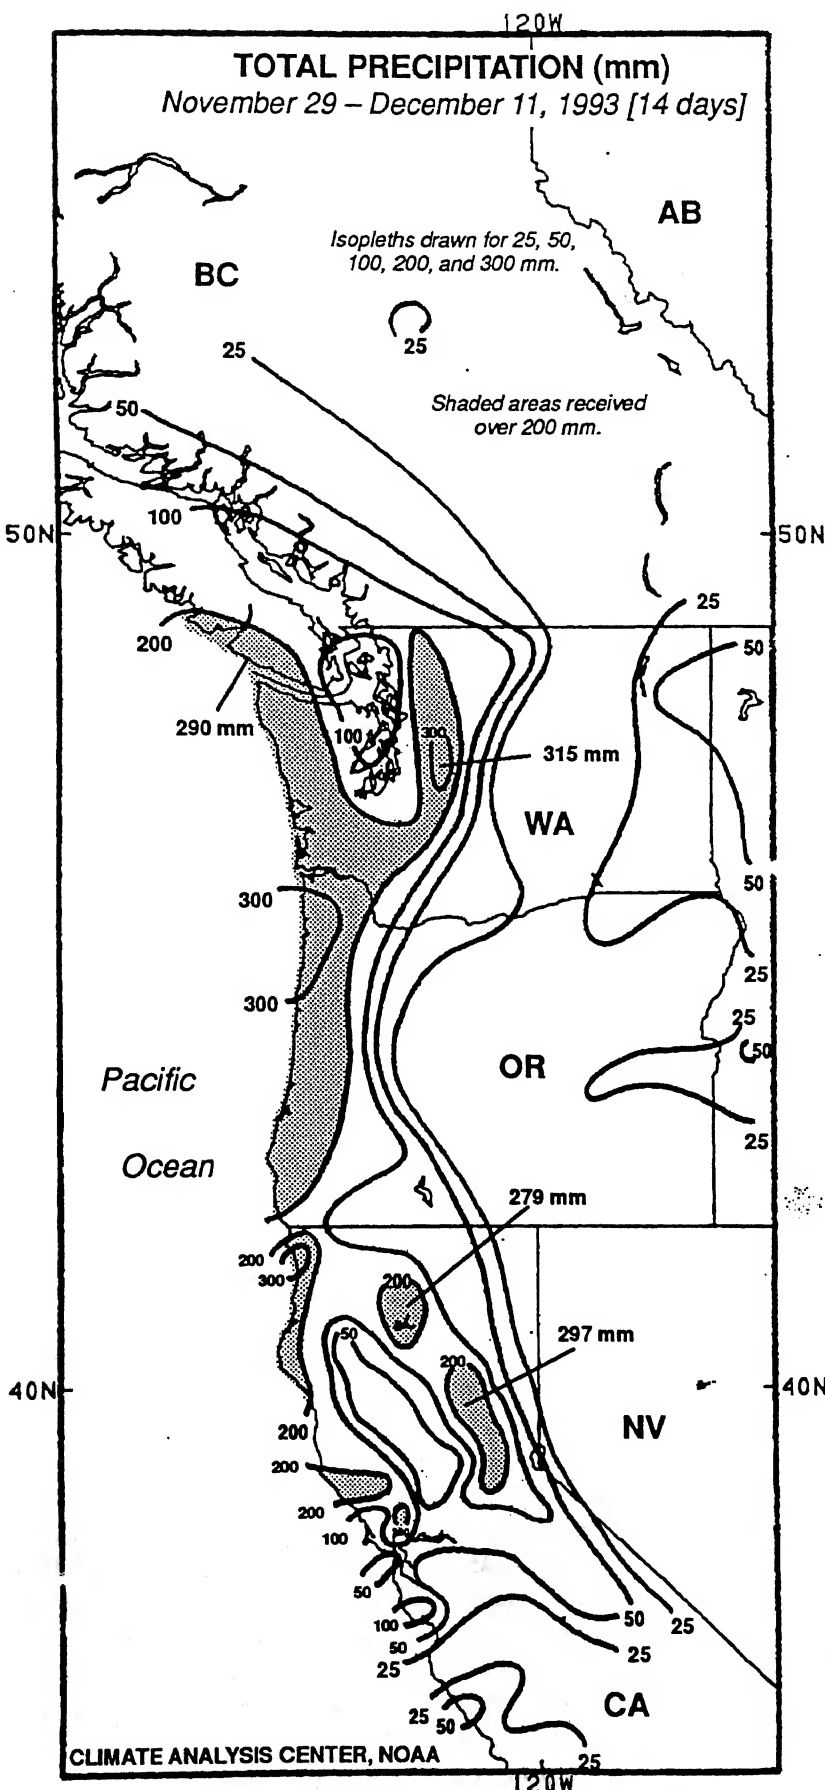 120W
TOTAL PRECIPITATION (mm)
November 29 – December 11, 1993 [14 days]
AB
Isopleths drawn for 25, 50,
100, 200, and 300 mm.
BC
25
25
Shaded areas received
over 200 mm.
50
100
50N
50N
25
200
50
290 mm
100
300
315 mm
WA
50
300
25
300
25
50
Pacific
OR
25
Ocean
279 mm
200
300
200
50
297 mm
200
40N
40N
200
NV
200
200
100
50
100
50
25
50
25
25
25
50
CA
25
CLIMATE ANALYSIS CENTER, NOAA
120W